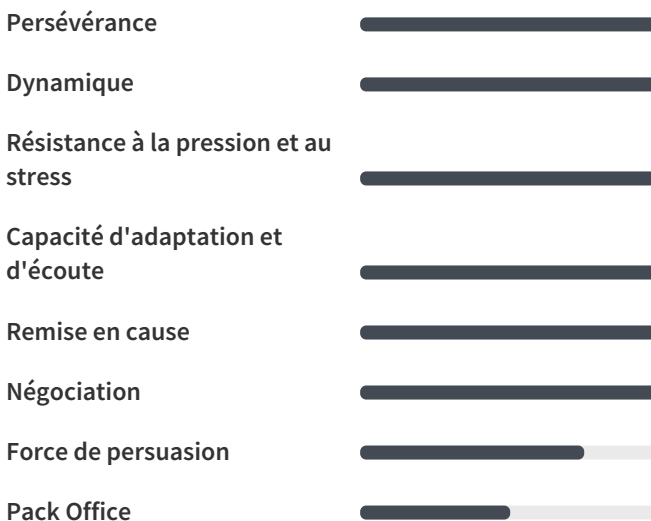 Persévérance
Dynamique
Résistance à la pression et au
stress
Capacité d'adaptation et
d'écoute
Remise en cause
Négociation
Force de persuasion
Pack Office